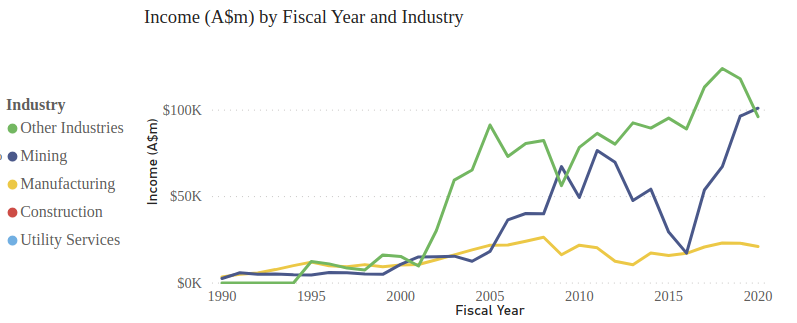 Income (A$m) by Fiscal Year and Industry
Industry
Other Industries
Mining
Manufacturing
Construction
Utility Services
Income (A$m)
$100K
$50K
$0K
1990 1995 2000 2005 2010 2015 2020
Fiscal Year